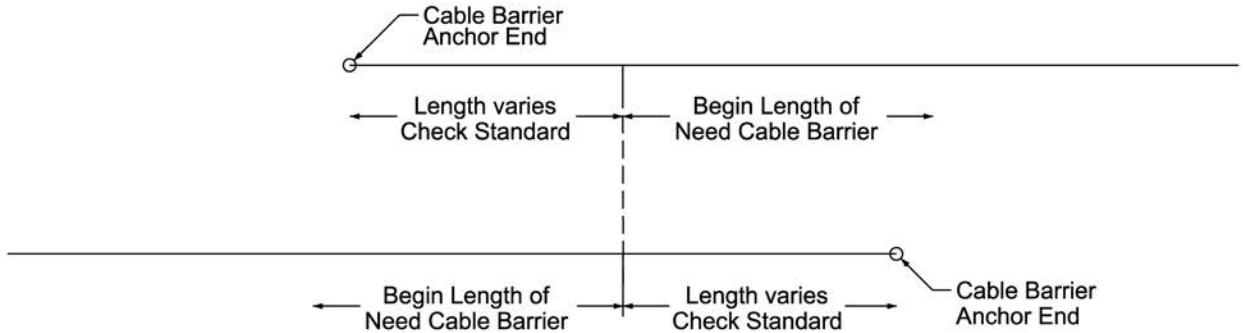 Cable Barrier
Anchor End
Length varies
Check Standard
Begin Length of
Need Cable Barrier
Begin Length of
Need Cable Barrier
Length varies
Check Standard
Cable Barrier
Anchor End